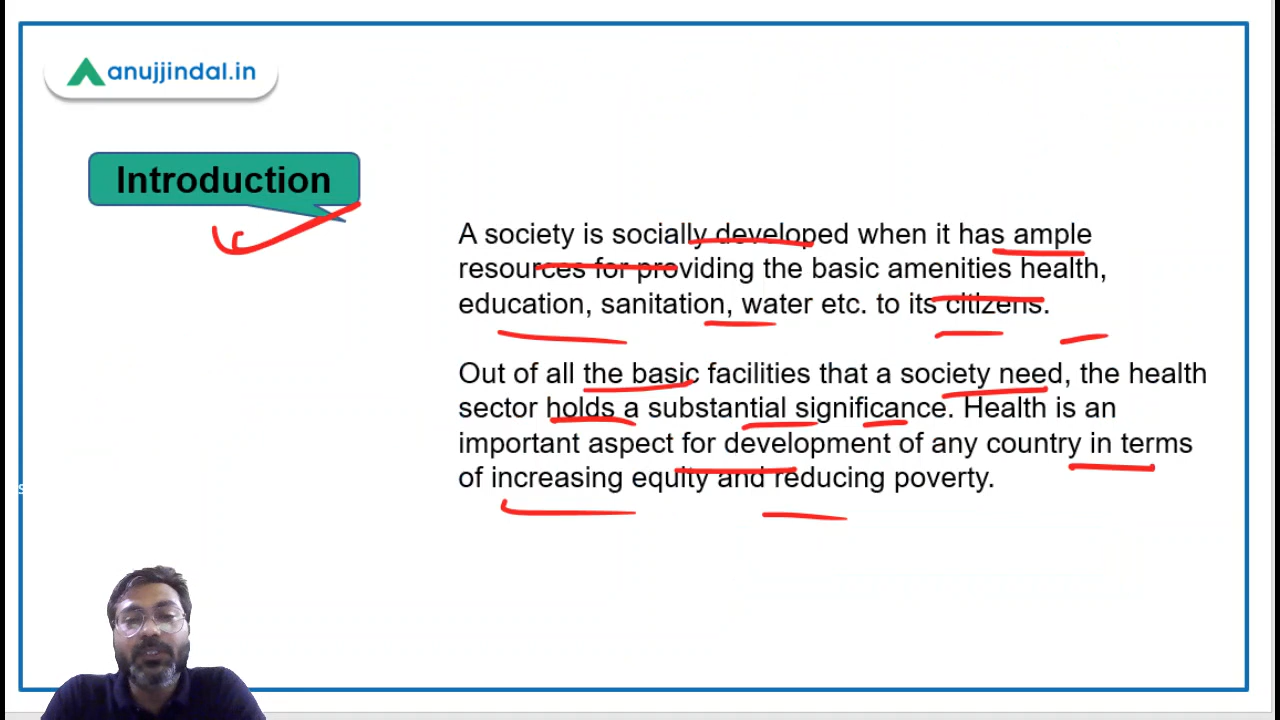 anujjindal.in
Introduction
A society is socially developed when it has ample
resources for providing the basic amenities health,
education, sanitation, water etc. to its citizens.
Out of all the basic facilities that a society need, the health
sector holds a substantial significance. Health is an
important aspect for development of any country in terms
of increasing equity and reducing poverty.
s